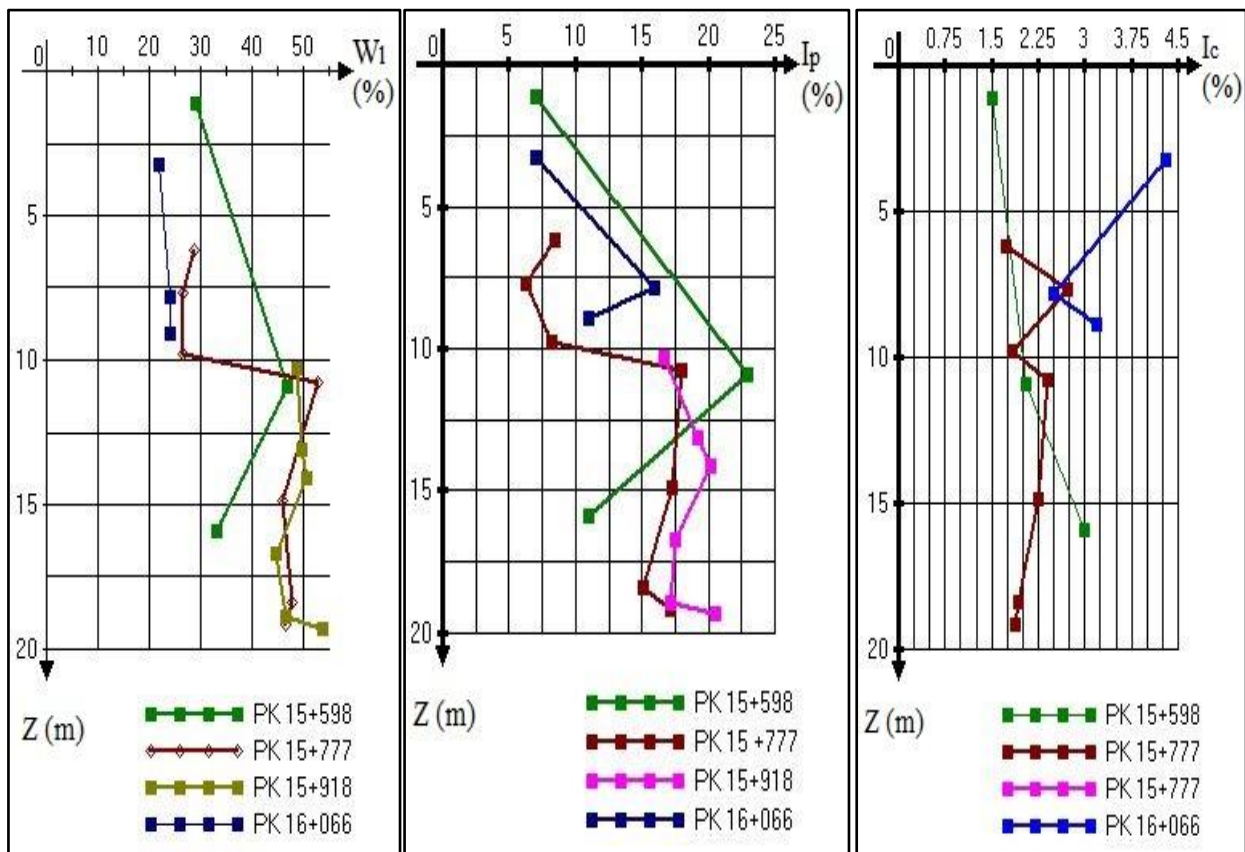 0 10 20 30 40 50 Wl
(%)
5
10
15
20
Z (m)
PK 15+598
PK 15+777
PK 15+918
PK 16+066
0 5 10 15 20 25 Ip
(%)
5
10
15
20
Z (m)
PK 15+598
PK 15 +777
PK 15+918
PK 16+066
0 0.75 1.5 2.25 3 3.75 4.5 Ic
(%)
5
10
15
20
Z (m)
PK 15+598
PK 15+777
PK 15+777
PK 16+066